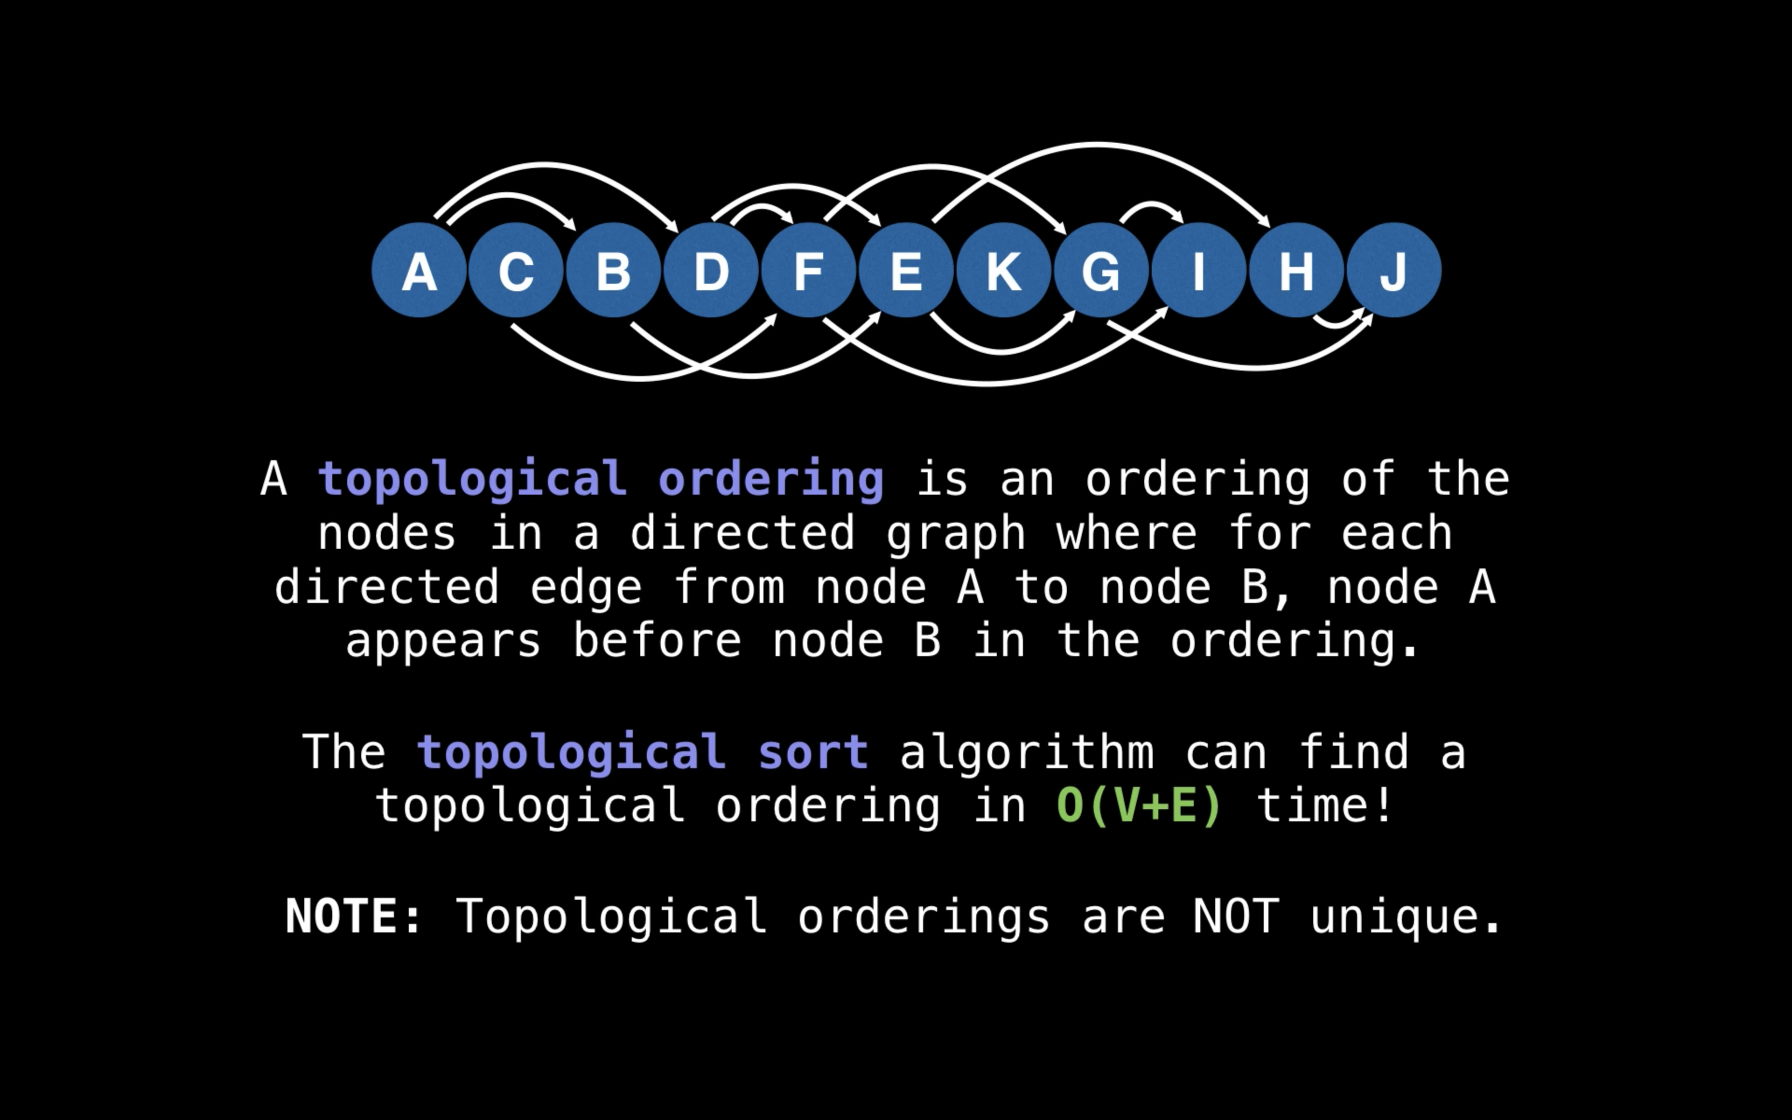 A C B D F E K G I H J
A topological ordering is an ordering of the
nodes in a directed graph where for each
directed edge from node A to node B, node A
appears before node B in the ordering.
The topological sort algorithm can find a
topological ordering in O(V+E) time!
NOTE: Topological orderings are NOT unique.